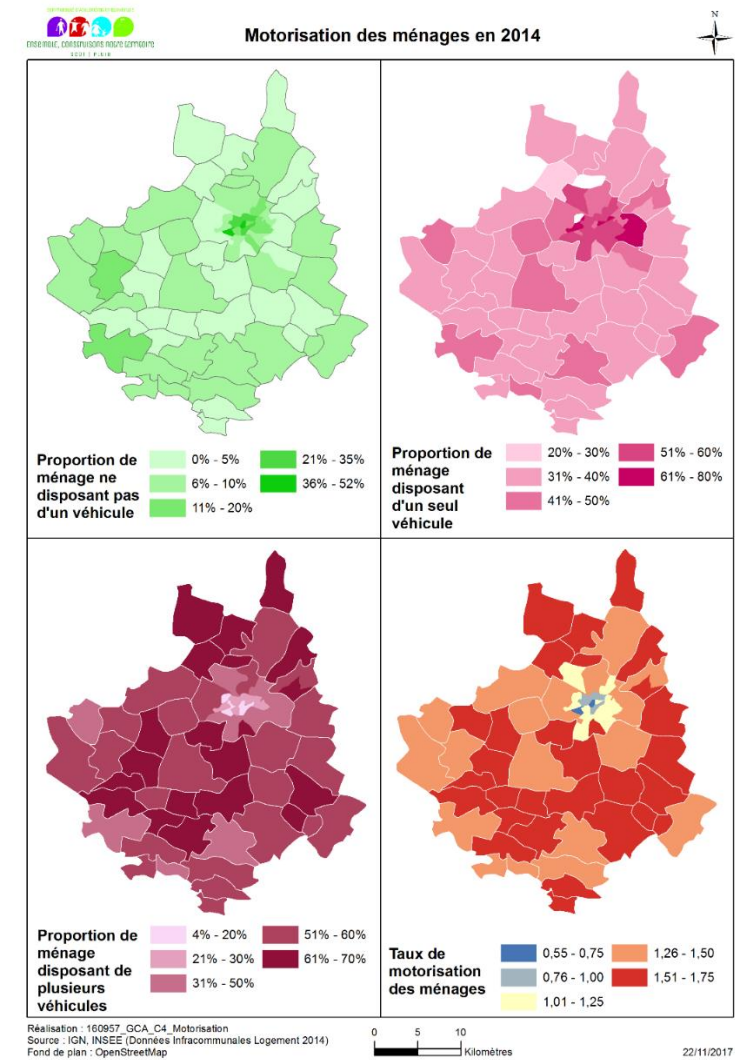 ENSEMBLE, CONSTRUISONS NOTRE TERRITOIRE
Motorisation des ménages en 2014
N
Proportion de
ménage ne
disposant pas
d'un véhicule
0% - 5%
6% - 10%
11% - 20%
21% - 35%
36% - 52%
Proportion de
ménage
disposant
d'un seul
véhicule
20% - 30%
31% - 40%
41% - 50%
51% - 60%
61% - 80%
Proportion de
ménage
disposant de
plusieurs
véhicules
4% - 20%
21% - 30%
31% - 50%
51% - 60%
61% - 70%
Taux de
motorisation
des ménages
0,55 - 0,75
0,76 - 1,00
1,01 - 1,25
1,26 - 1,50
1,51 - 1,75
Réalisation : 160957_GCA_C4_Motorisation
Source : IGN, INSEE (Données Infracommunales Logement 2014)
Fond de plan : OpenStreetMap
0 5 10
Kilomètres
22/11/2017